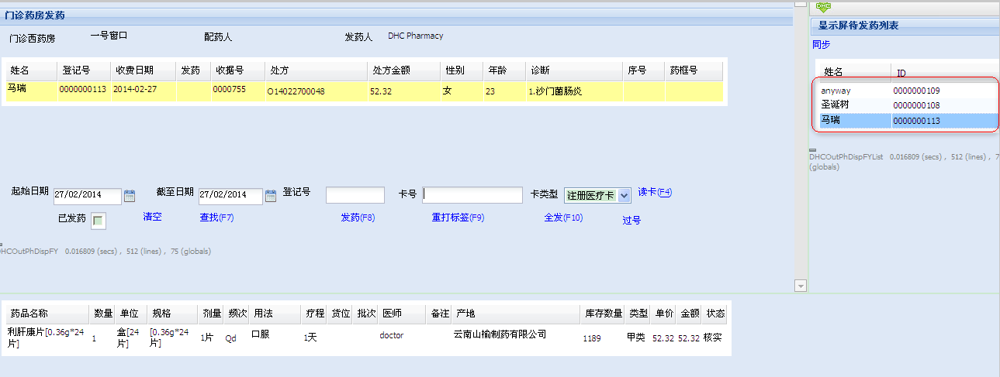 门诊药房发药
门诊西药房 一号窗口 配药人 发药人 DHC Pharmacy
姓名 登记号 收费日期 发药 收据号 处方 处方金额 性别 年龄 诊断 序号 药框号
马瑞 0000000113 2014-02-27 0000755 O14022700048 52.32 女 23 1.沙门菌肠炎
起始日期 27/02/2014 截至日期 27/02/2014 登记号 卡号 卡类型 注册医疗卡 读卡(F4)
已发药 清空 查找(F7) 发药(F8) 重打标签(F9) 全发(F10) 过号
HCOutPhDispFY 0.016809 (secs) , 512 (lines) , 75 (globals)
DHC
显示屏待发药列表
同步
姓名 ID
anyway 0000000109
圣诞树 0000000108
马瑞 0000000113
DHCOutPhDispFYList 0.016809 (secs) , 512 (lines) , 7
(globals)
药品名称 数量 单位 规格 剂量 频次 用法 疗程 货位 批次 医师 备注 产地 库存数量 类型 单价 金额 状态
利肝康片[0.36g*24片] 1 盒[24片] [0.36g*24片] 1片 Qd 口服 1天 doctor 云南山榆制药有限公司 1189 甲类 52.32 52.32 核实